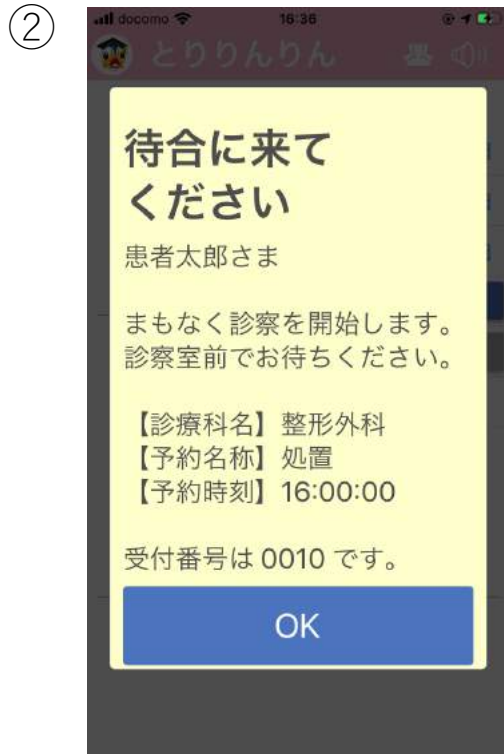 ②
docomo 16:36
とりりんりん
待合に来て
ください
患者太郎さま
まもなく診察を開始します。
診察室前でお待ちください。
【診療科名】整形外科
【予約名称】処置
【予約時刻】16:00:00
受付番号は 0010 です。
OK